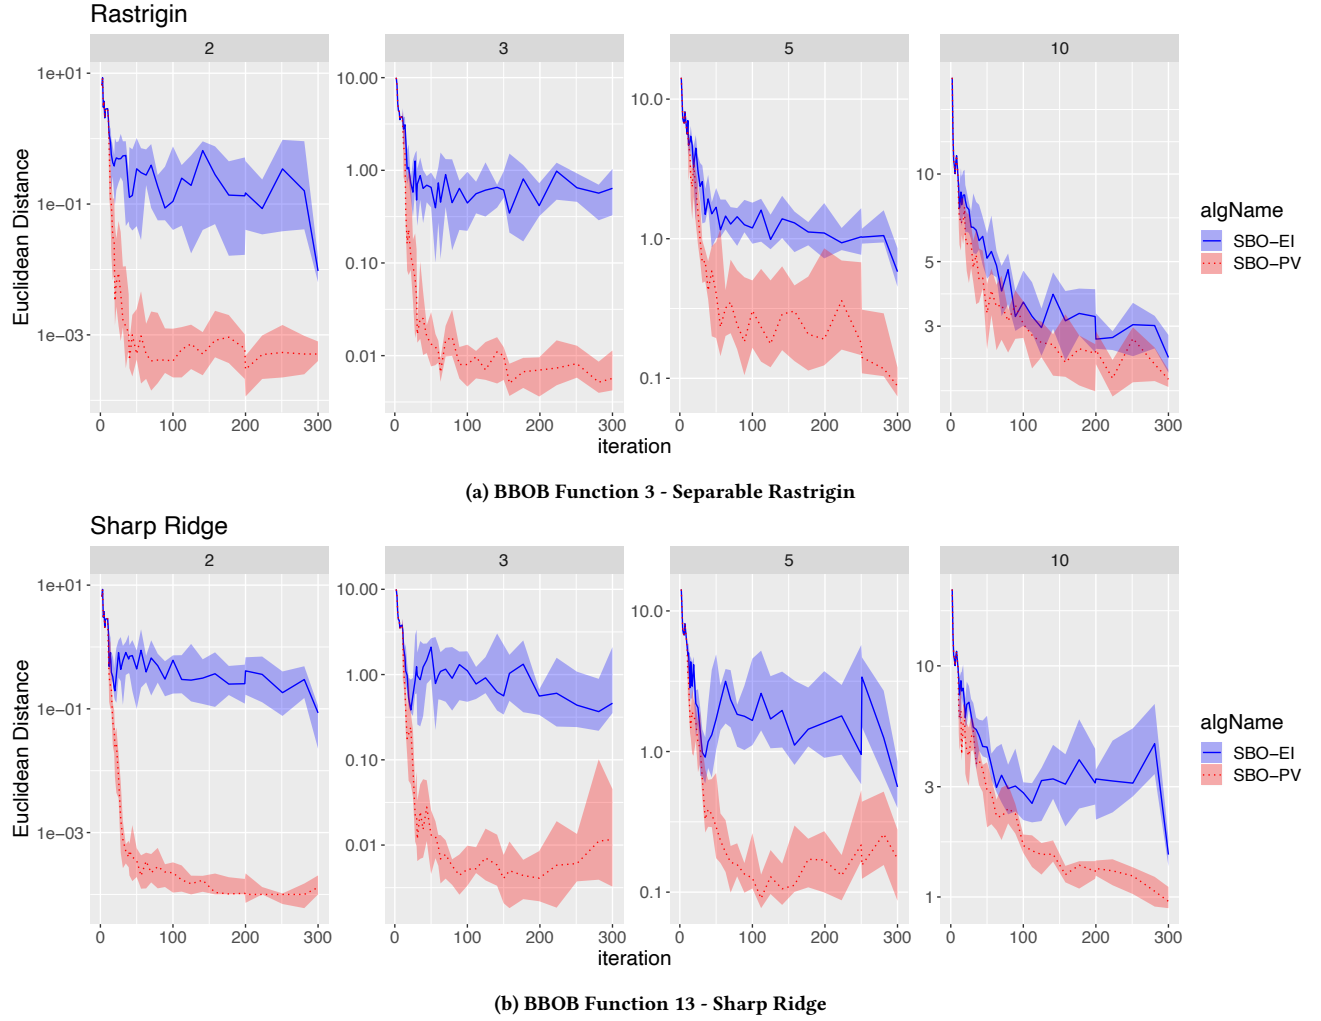 Rastrigin
2 3 5 10
Euclidean Distance
1e+01
1e−01
1e−03
10.00
1.00
0.10
0.01
10.0
1.0
0.1
10
5
3
0 100 200 300 0 100 200 300 0 100 200 300 0 100 200 300
iteration
algName
SBO−EI
SBO−PV
(a) BBOB Function 3 - Separable Rastrigin
Sharp Ridge
2 3 5 10
Euclidean Distance
1e+01
1e−01
1e−03
10.00
1.00
0.10
0.01
10.0
1.0
0.1
10
3
1
0 100 200 300 0 100 200 300 0 100 200 300 0 100 200 300
iteration
algName
SBO−EI
SBO−PV
(b) BBOB Function 13 - Sharp Ridge